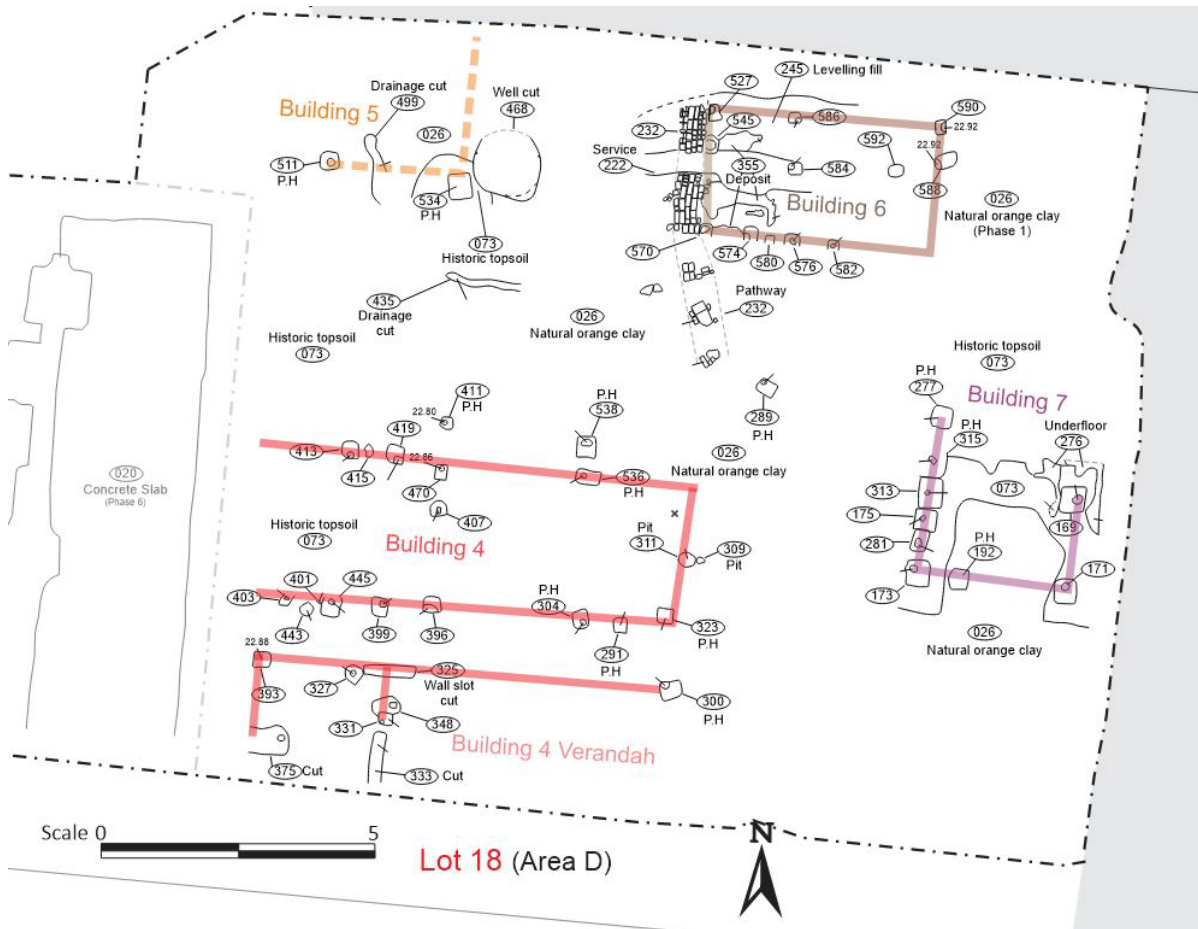 527
245 Levelling fill
Drainage cut
499
Well cut
468
Building 5
026
232
545
586
590
22.92
592
22.92
Service
222
355
584
588
511
P.H
534
P.H
Deposit
Building 6
026
Natural orange clay
(Phase 1)
073
Historic topsoil
570
574
580
576
582
435
Drainage
cut
Pathway
232
026
Natural orange clay
Historic topsoil
073
Historic topsoil
073
P.H
277
Building 7
411
P.H
22.80
P.H
538
289
P.H
P.H
315
Underfloor
276
413
419
22.86
415
470
536
P.H
026
Natural orange clay
313
073
020
Concrete Slab
(Phase 6)
407
175
169
Historic topsoil
073
Building 4
Pit
311
309
Pit
281
P.H
192
171
173
403
401
445
443
399
396
P.H
304
291
P.H
323
P.H
026
Natural orange clay
22.88
393
327
325
Wall slot
cut
300
P.H
331
348
Building 4 Verandah
375 Cut
333 Cut
Scale 0
5
Lot 18 (Area D)
N